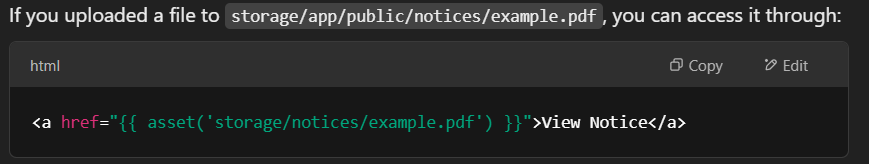 If you uploaded a file to storage/app/public/notices/example.pdf, you can access it through:
html Copy Edit
<a href="{{ asset('storage/notices/example.pdf') }}">View Notice</a>